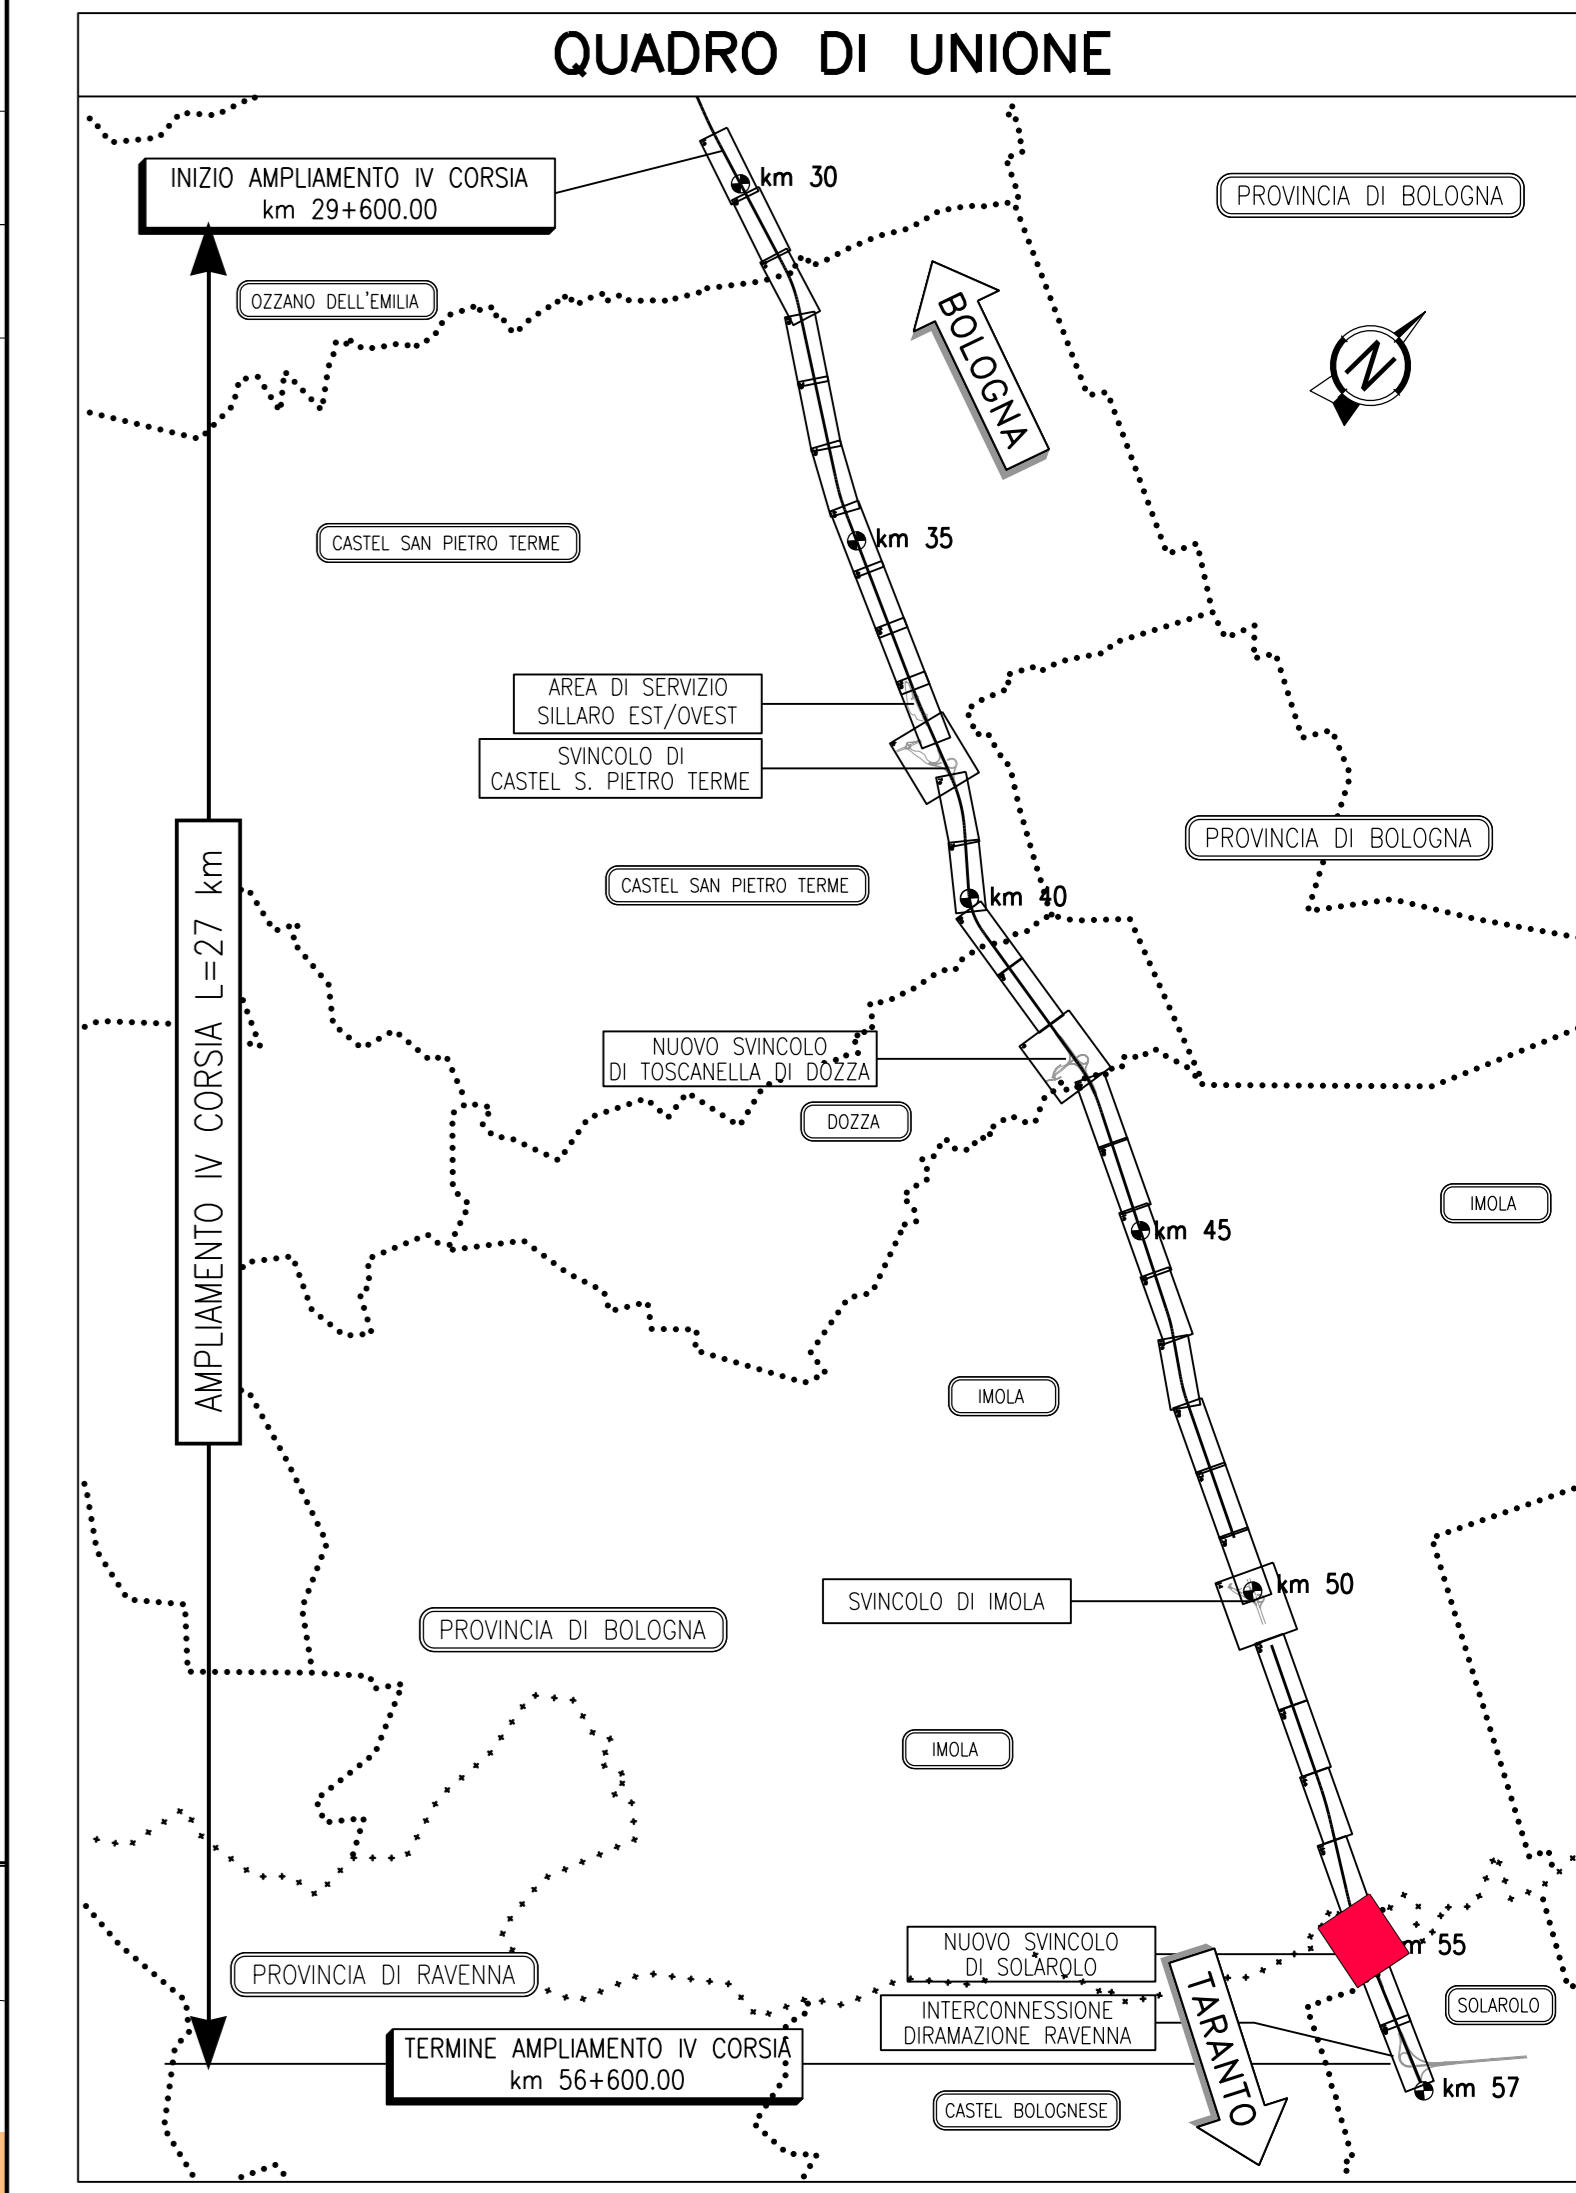 QUADRO DI UNIONE
INIZIO AMPLIAMENTO IV CORSIA
km 29+600.00
km 30
PROVINCIA DI BOLOGNA
OZZANO DELL'EMILIA
BOLOGNA
N
CASTEL SAN PIETRO TERME
km 35
AREA DI SERVIZIO
SILLARO EST/OVEST
SVINCOLO DI
CASTEL S. PIETRO TERME
PROVINCIA DI BOLOGNA
CASTEL SAN PIETRO TERME
km 40
AMPLIAMENTO IV CORSIA L=27 km
NUOVO SVINCOLO
DI TOSCANELLA DI DOZZA
DOZZA
IMOLA
km 45
IMOLA
km 50
SVINCOLO DI IMOLA
PROVINCIA DI BOLOGNA
IMOLA
NUOVO SVINCOLO
DI SOLAROLO
m 55
PROVINCIA DI RAVENNA
TARANTO
SOLAROLO
INTERCONNESSIONE
DIRAMAZIONE RAVENNA
TERMINE AMPLIAMENTO IV CORSIA
km 56+600.00
km 57
CASTEL BOLOGNESE